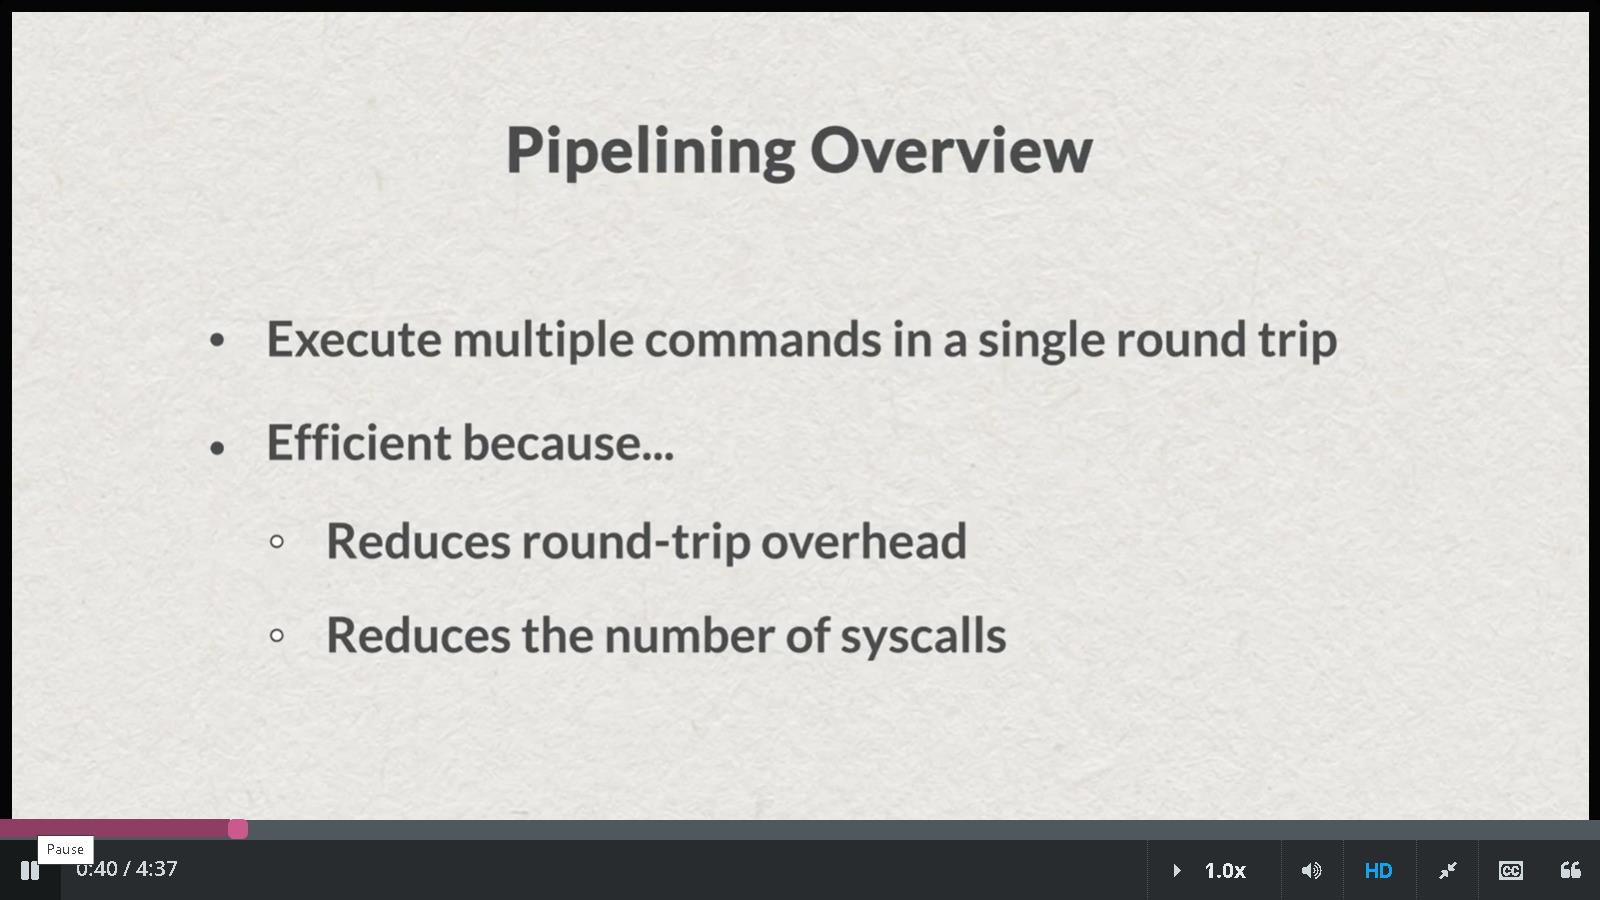 Pipelining Overview
• Execute multiple commands in a single round trip
• Efficient because...
◦ Reduces round-trip overhead
◦ Reduces the number of syscalls
Pause
0:40 / 4:37
1.0x
HD
CC